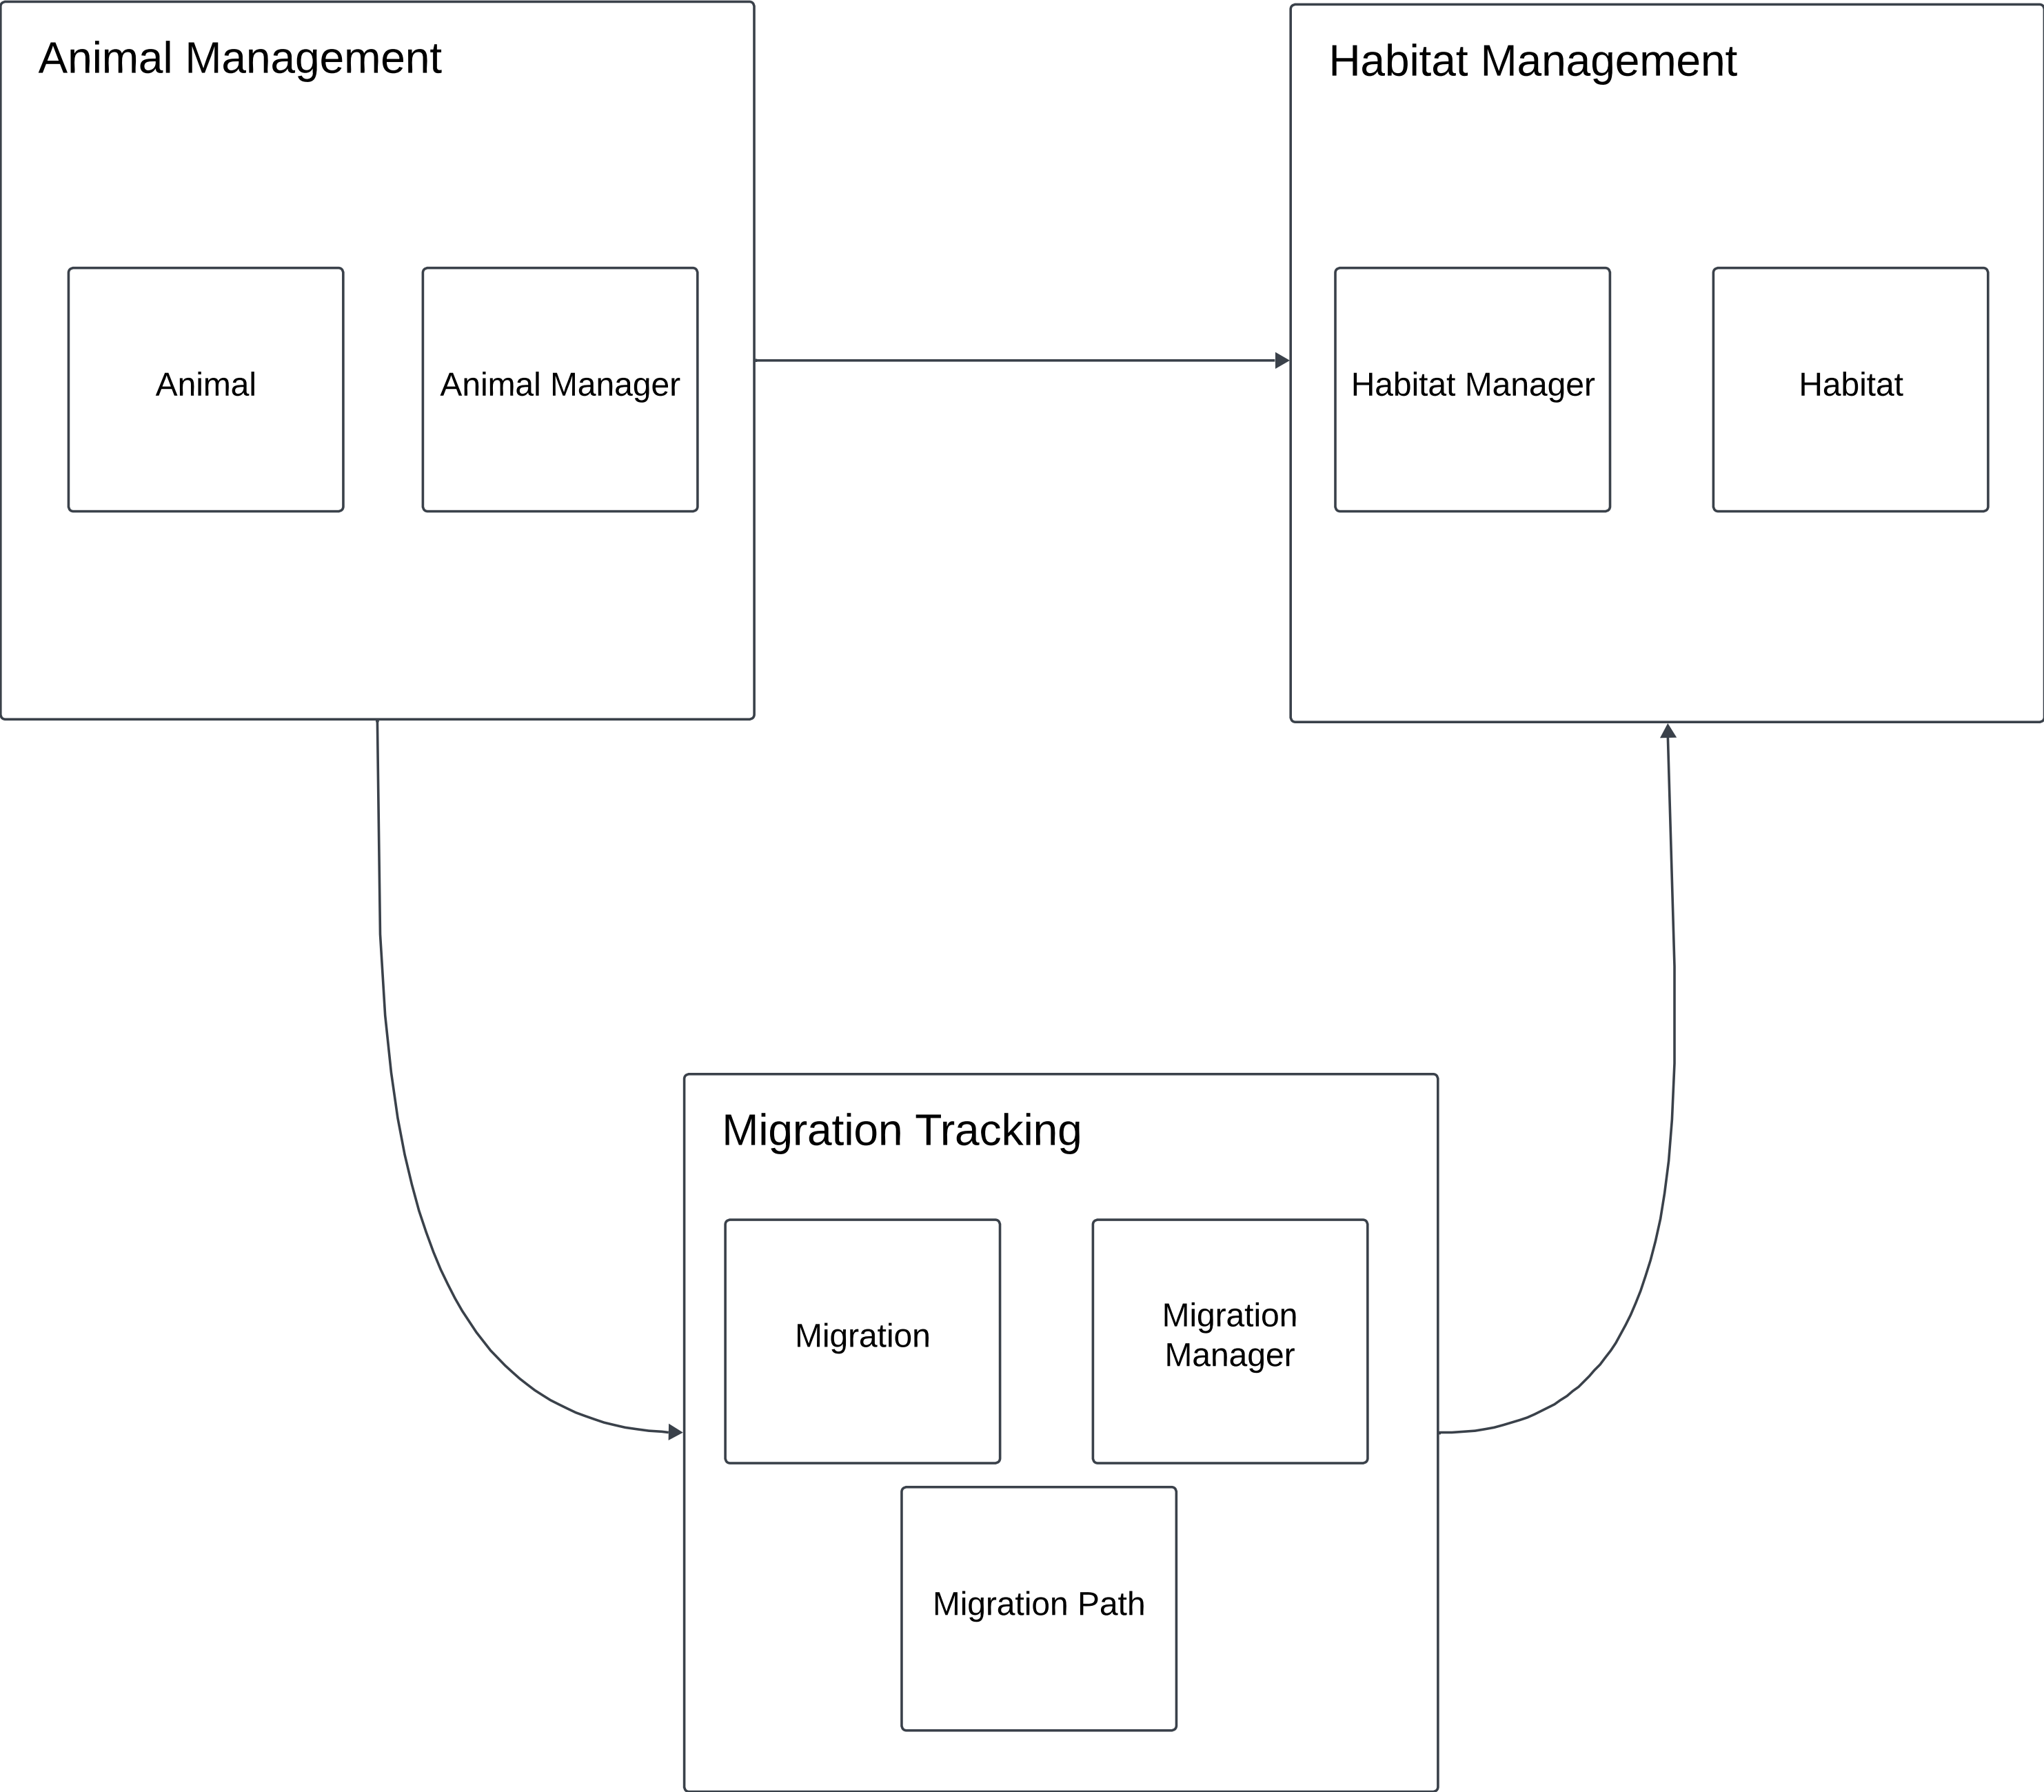 Animal Management
Animal
Animal Manager
Habitat Management
Habitat Manager
Habitat
Migration Tracking
Migration
Migration
Manager
Migration Path